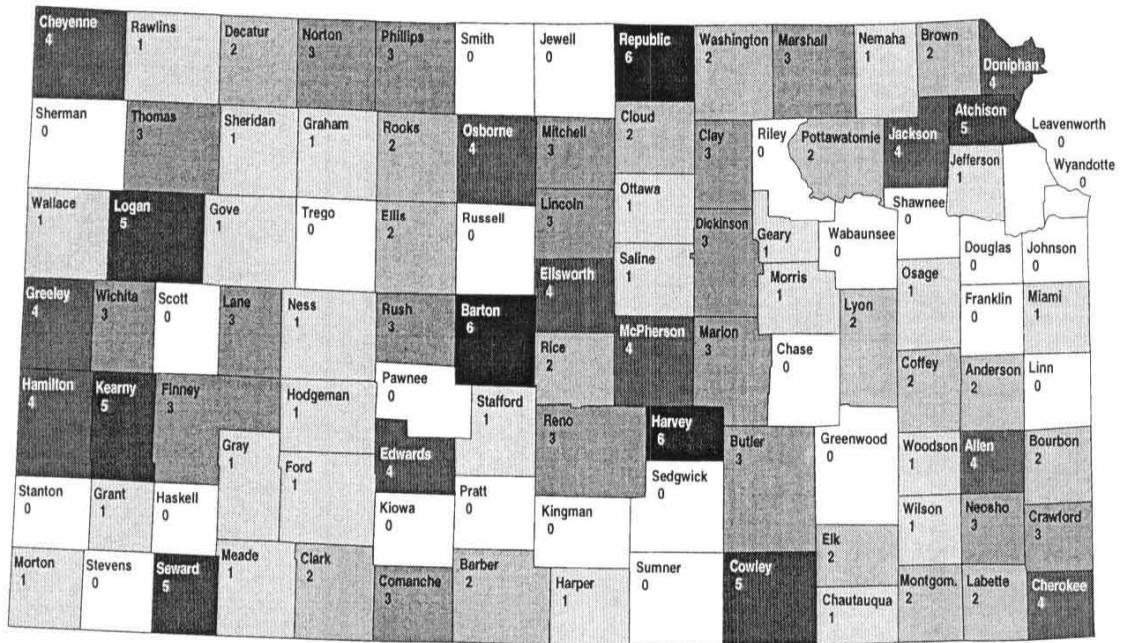 Cheyenne
4
Rawlins
1
Decatur
2
Norton
3
Phillips
3
Smith
0
Jewell
0
Republic
6
Washington
2
Marshall
3
Nemaha
1
Brown
2
Doniphan
4
Sherman
0
Thomas
3
Sheridan
1
Graham
1
Rooks
2
Osborne
4
Mitchell
3
Cloud
2
Clay
3
Riley
0
Pottawatomie
2
Jackson
4
Atchison
5
Jefferson
1
Leavenworth
0
Wyandotte
0
Wallace
1
Logan
5
Gove
1
Trego
0
Ellis
2
Russell
0
Lincoln
3
Ottawa
1
Saline
1
Dickinson
3
Geary
1
Wabaunsee
0
Shawnee
0
Douglas
0
Johnson
0
Greeley
4
Wichita
3
Scott
0
Lane
3
Ness
1
Rush
3
Barton
6
Ellsworth
4
Rice
2
McPherson
4
Marion
3
Morris
1
Chase
0
Lyon
2
Osage
1
Franklin
0
Miami
1
Hamilton
4
Kearny
5
Finney
3
Hodgeman
1
Pawnee
0
Stafford
1
Reno
3
Harvey
6
Butler
3
Greenwood
0
Coffey
2
Anderson
2
Linn
0
Gray
1
Ford
1
Edwards
4
Sedgwick
0
Woodson
1
Allen
4
Bourbon
2
Stanton
0
Grant
1
Haskell
0
Kiowa
0
Pratt
0
Kingman
0
Wilson
1
Neosho
3
Crawford
3
Morton
1
Stevens
0
Seward
5
Meade
1
Clark
2
Comanche
3
Barber
2
Harper
1
Sumner
0
Cowley
5
Elk
2
Chautauqua
1
Montgom.
2
Labette
2
Cherokee
4